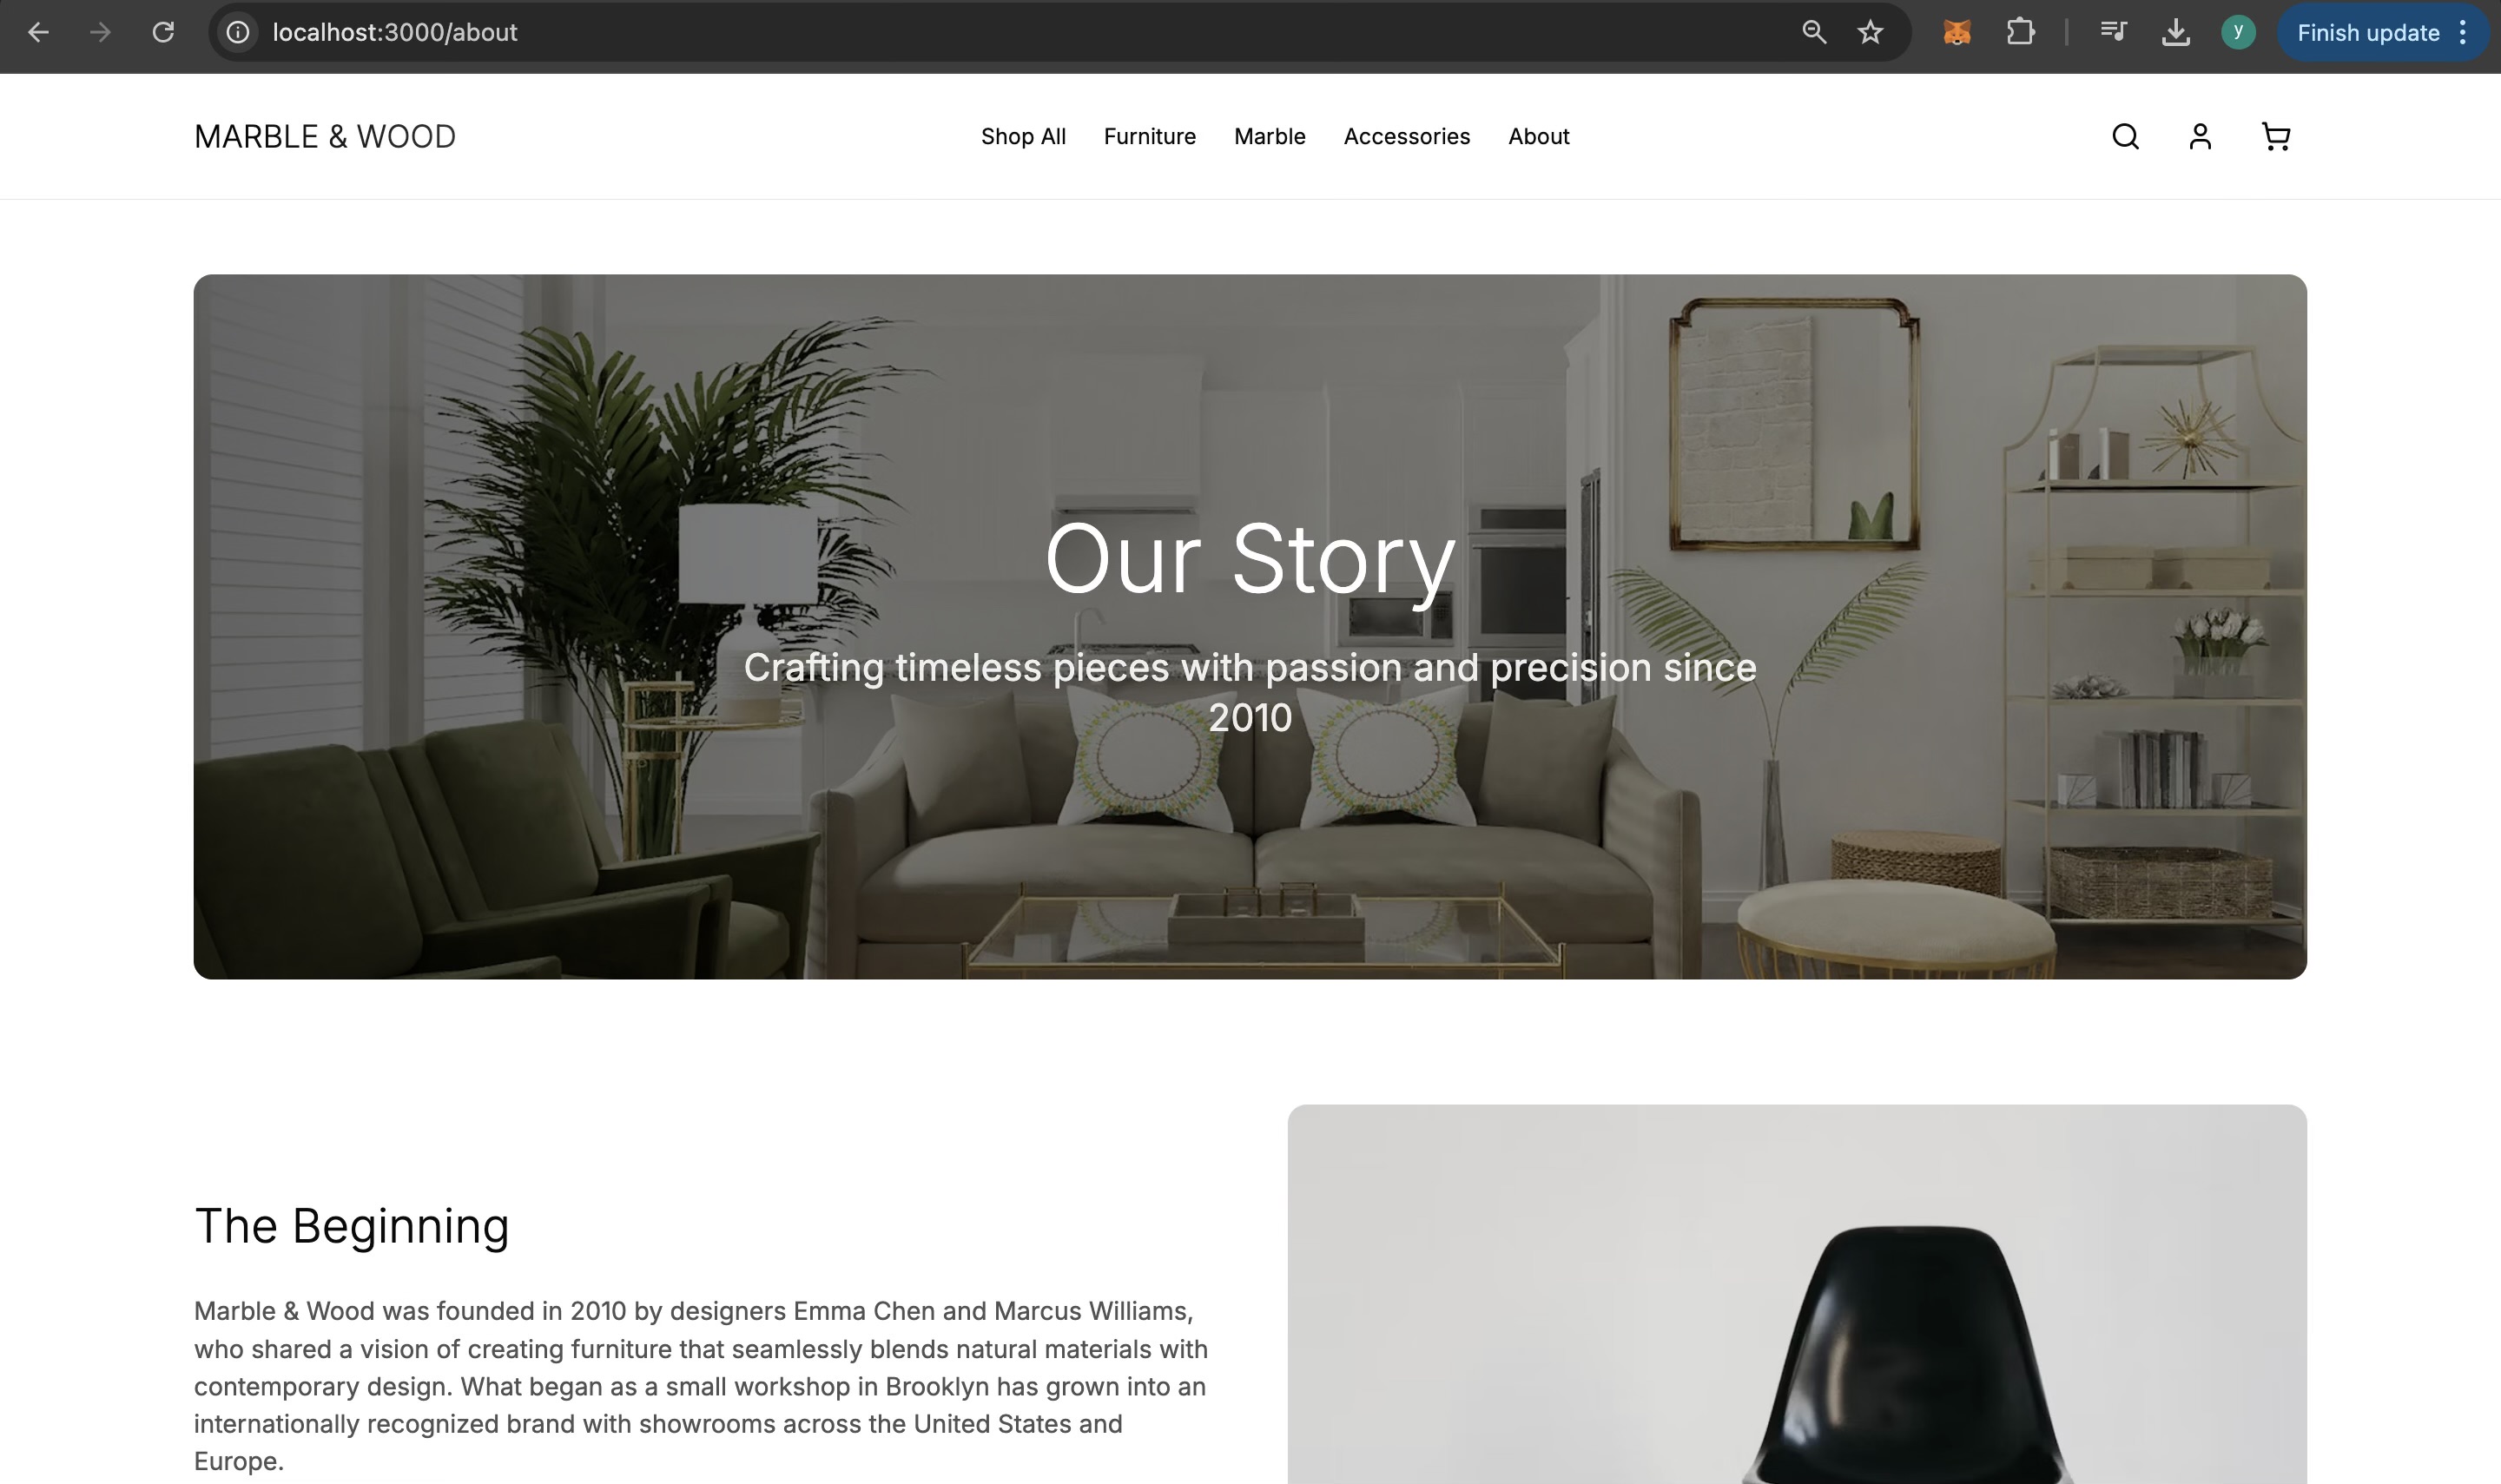 localhost:3000/about
y
Finish update
MARBLE & WOOD
Shop All
Furniture
Marble
Accessories
About
Our Story
Crafting timeless pieces with passion and precision since
2010
The Beginning
Marble & Wood was founded in 2010 by designers Emma Chen and Marcus Williams,
who shared a vision of creating furniture that seamlessly blends natural materials with
contemporary design. What began as a small workshop in Brooklyn has grown into an
internationally recognized brand with showrooms across the United States and
Europe.